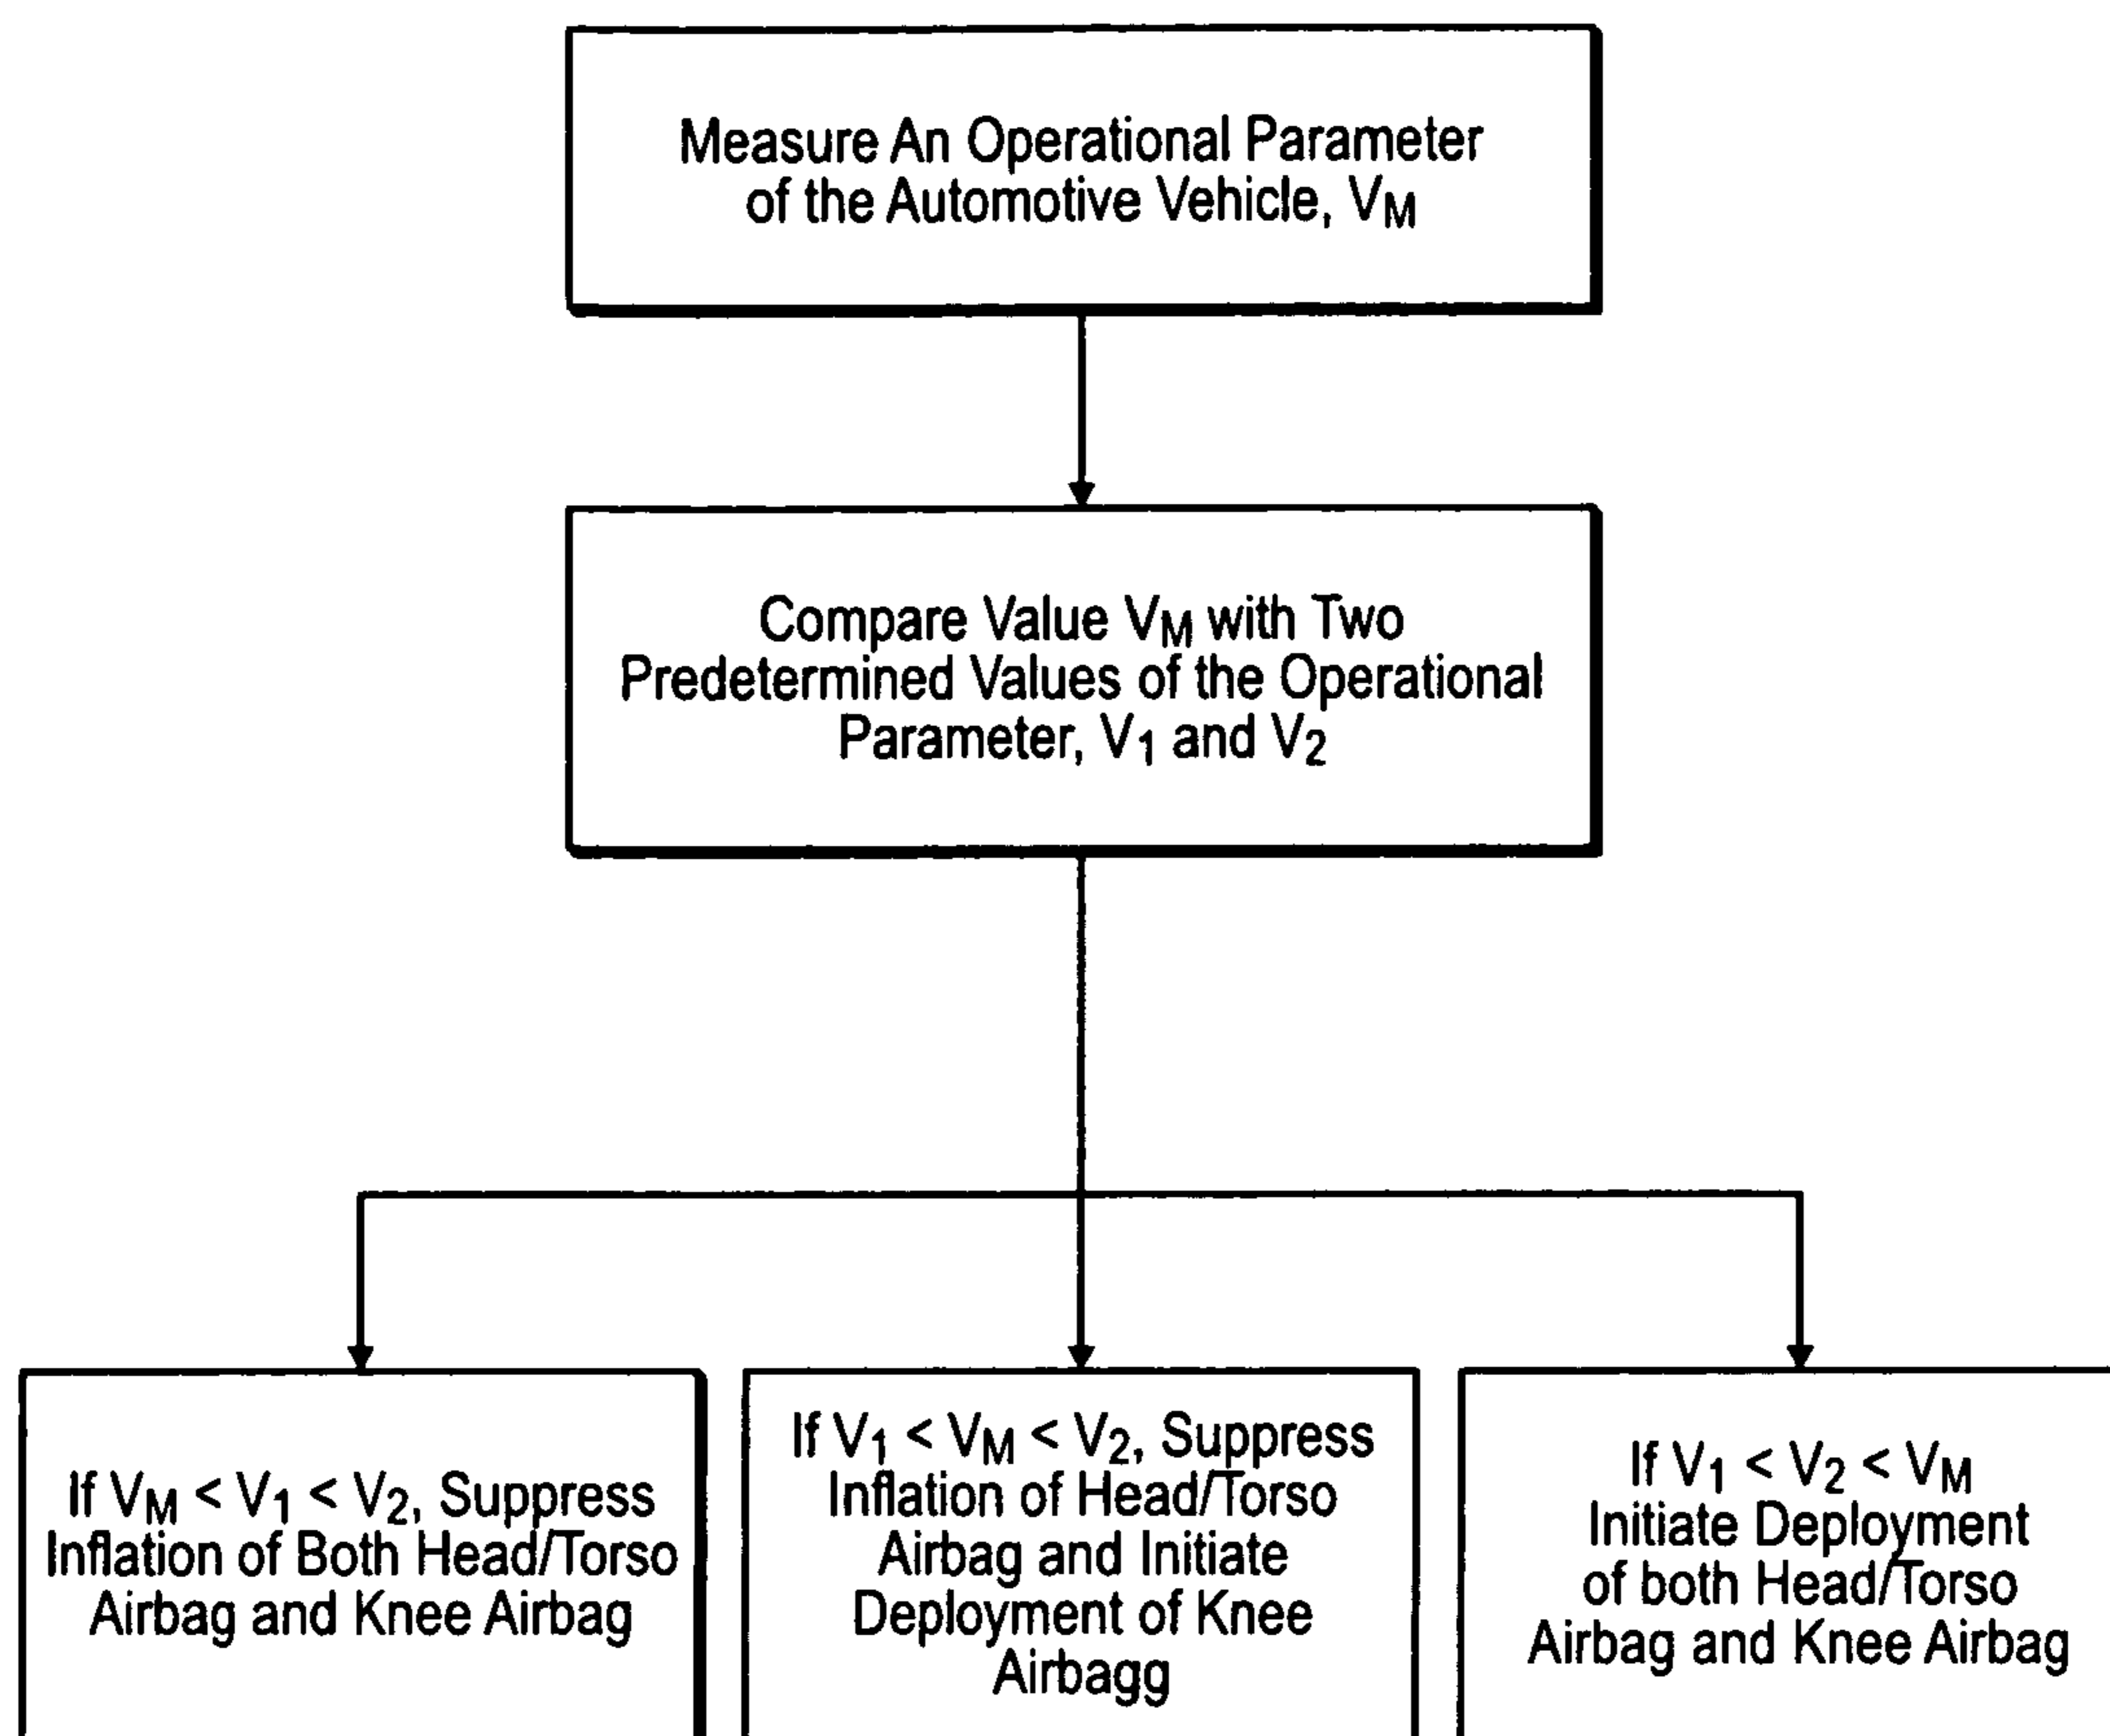 Measure An Operational Parameter
of the Automotive Vehicle, VM
Compare Value VM with Two
Predetermined Values of the Operational
Parameter, V1 and V2
If VM < V1 < V2, Suppress
Inflation of Both Head/Torso
Airbag and Knee Airbag
If V1 < VM < V2, Suppress
Inflation of Head/Torso
Airbag and Initiate
Deployment of Knee
Airbagg
If V1 < V2 < VM
Initiate Deployment
of both Head/Torso
Airbag and Knee Airbag